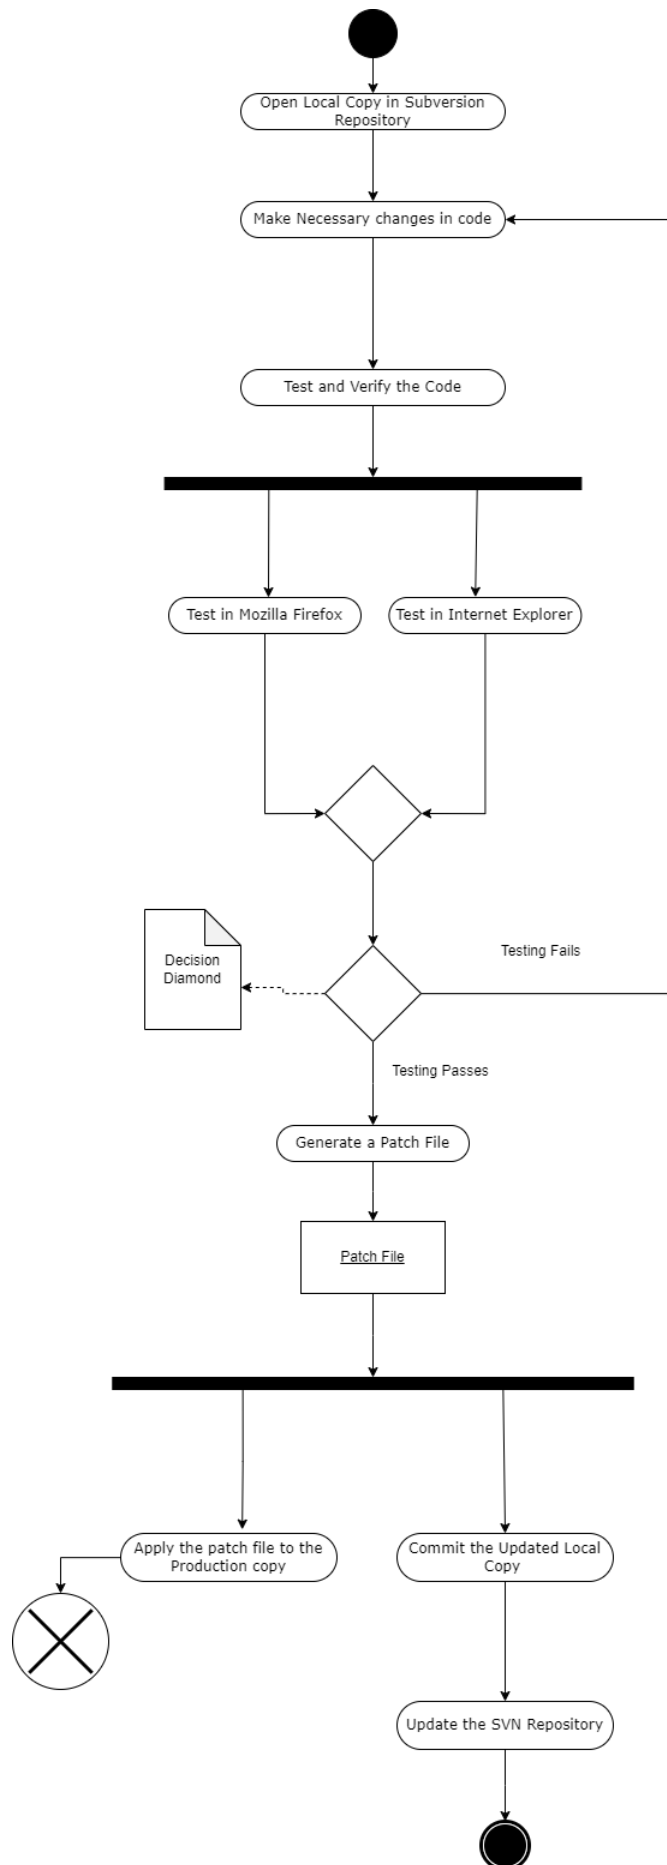 Open Local Copy in Subversion
Repository
Make Necessary changes in code
Test and Verify the Code
Test in Mozilla Firefox
Test in Internet Explorer
Decision
Diamond
Testing Fails
Testing Passes
Generate a Patch File
Patch File
Apply the patch file to the
Production copy
Commit the Updated Local
Copy
Update the SVN Repository